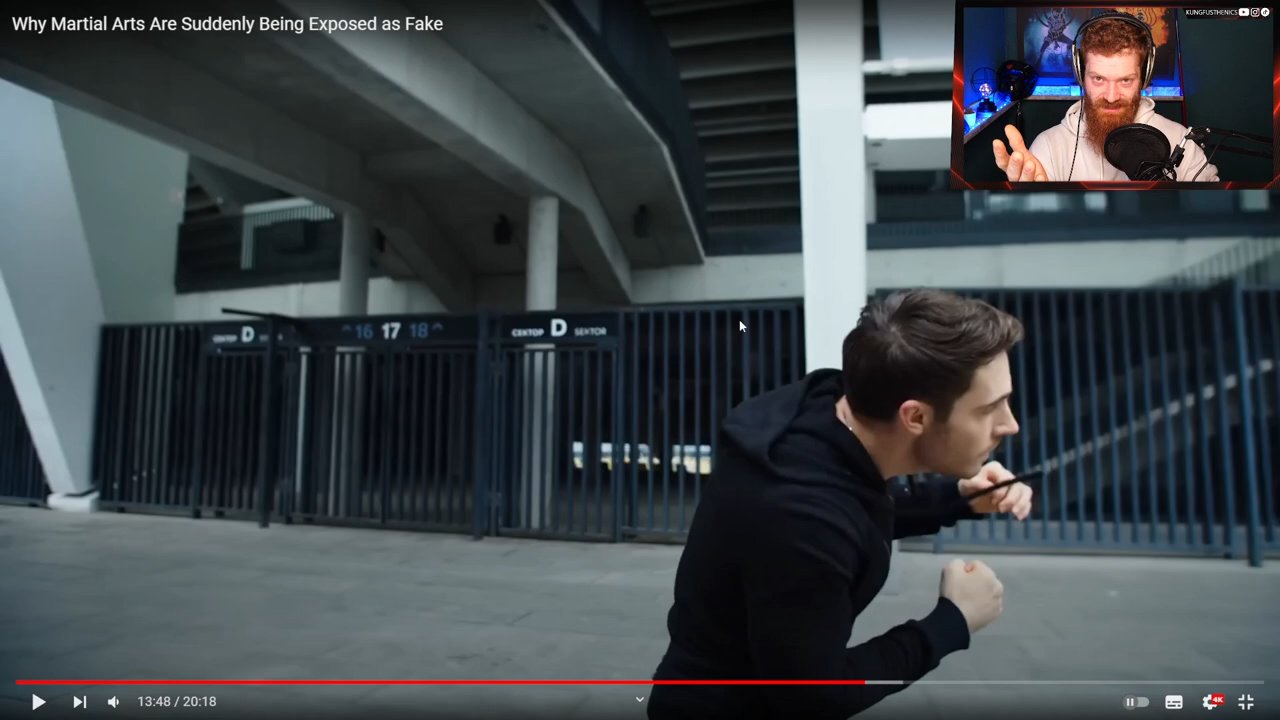 Why Martial Arts Are Suddenly Being Exposed as Fake
KUNGFUSTHENICS
СЕКТОР D
^16 17 18^
СЕКТОР D SEKTOR
13:48 / 20:18
4K